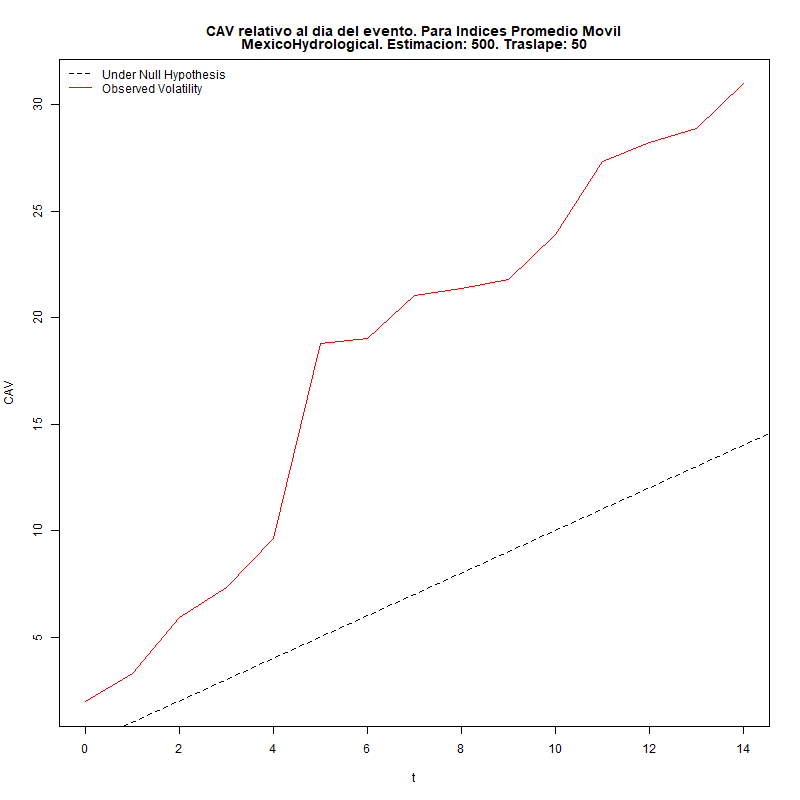 CAV relativo al dia del evento. Para Indices Promedio Movil
MexicoHydrological. Estimacion: 500. Traslape: 50
Under Null Hypothesis
Observed Volatility
30
25
20
15
10
5
CAV
0 2 4 6 8 10 12 14
t